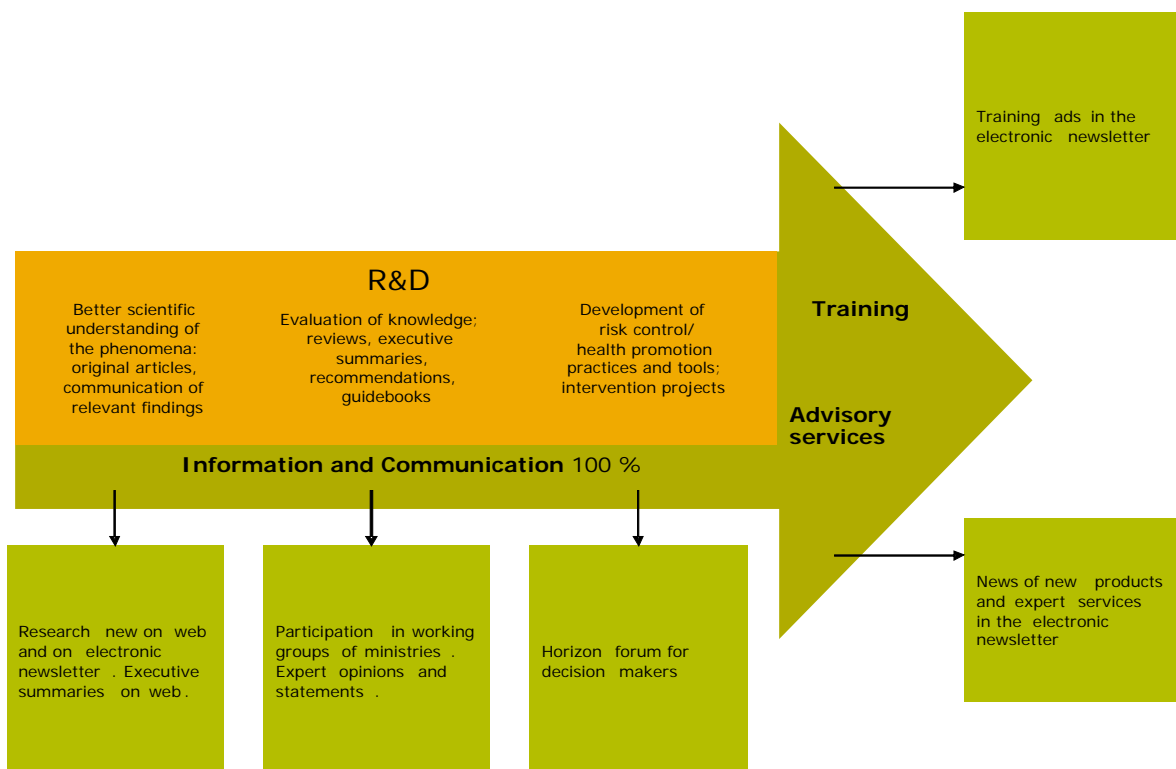 Training ads in the
electronic newsletter
R&D
Better scientific
understanding of
the phenomena:
original articles,
communication of
relevant findings
Evaluation of knowledge;
reviews, executive
summaries,
recommendations,
guidebooks
Development of
risk control/
health promotion
practices and tools;
intervention projects
Training
Advisory
services
Information and Communication 100 %
Research new on web
and on electronic
newsletter . Executive
summaries on web .
Participation in working
groups of ministries .
Expert opinions and
statements .
Horizon forum for
decision makers
News of new products
and expert services
in the electronic
newsletter